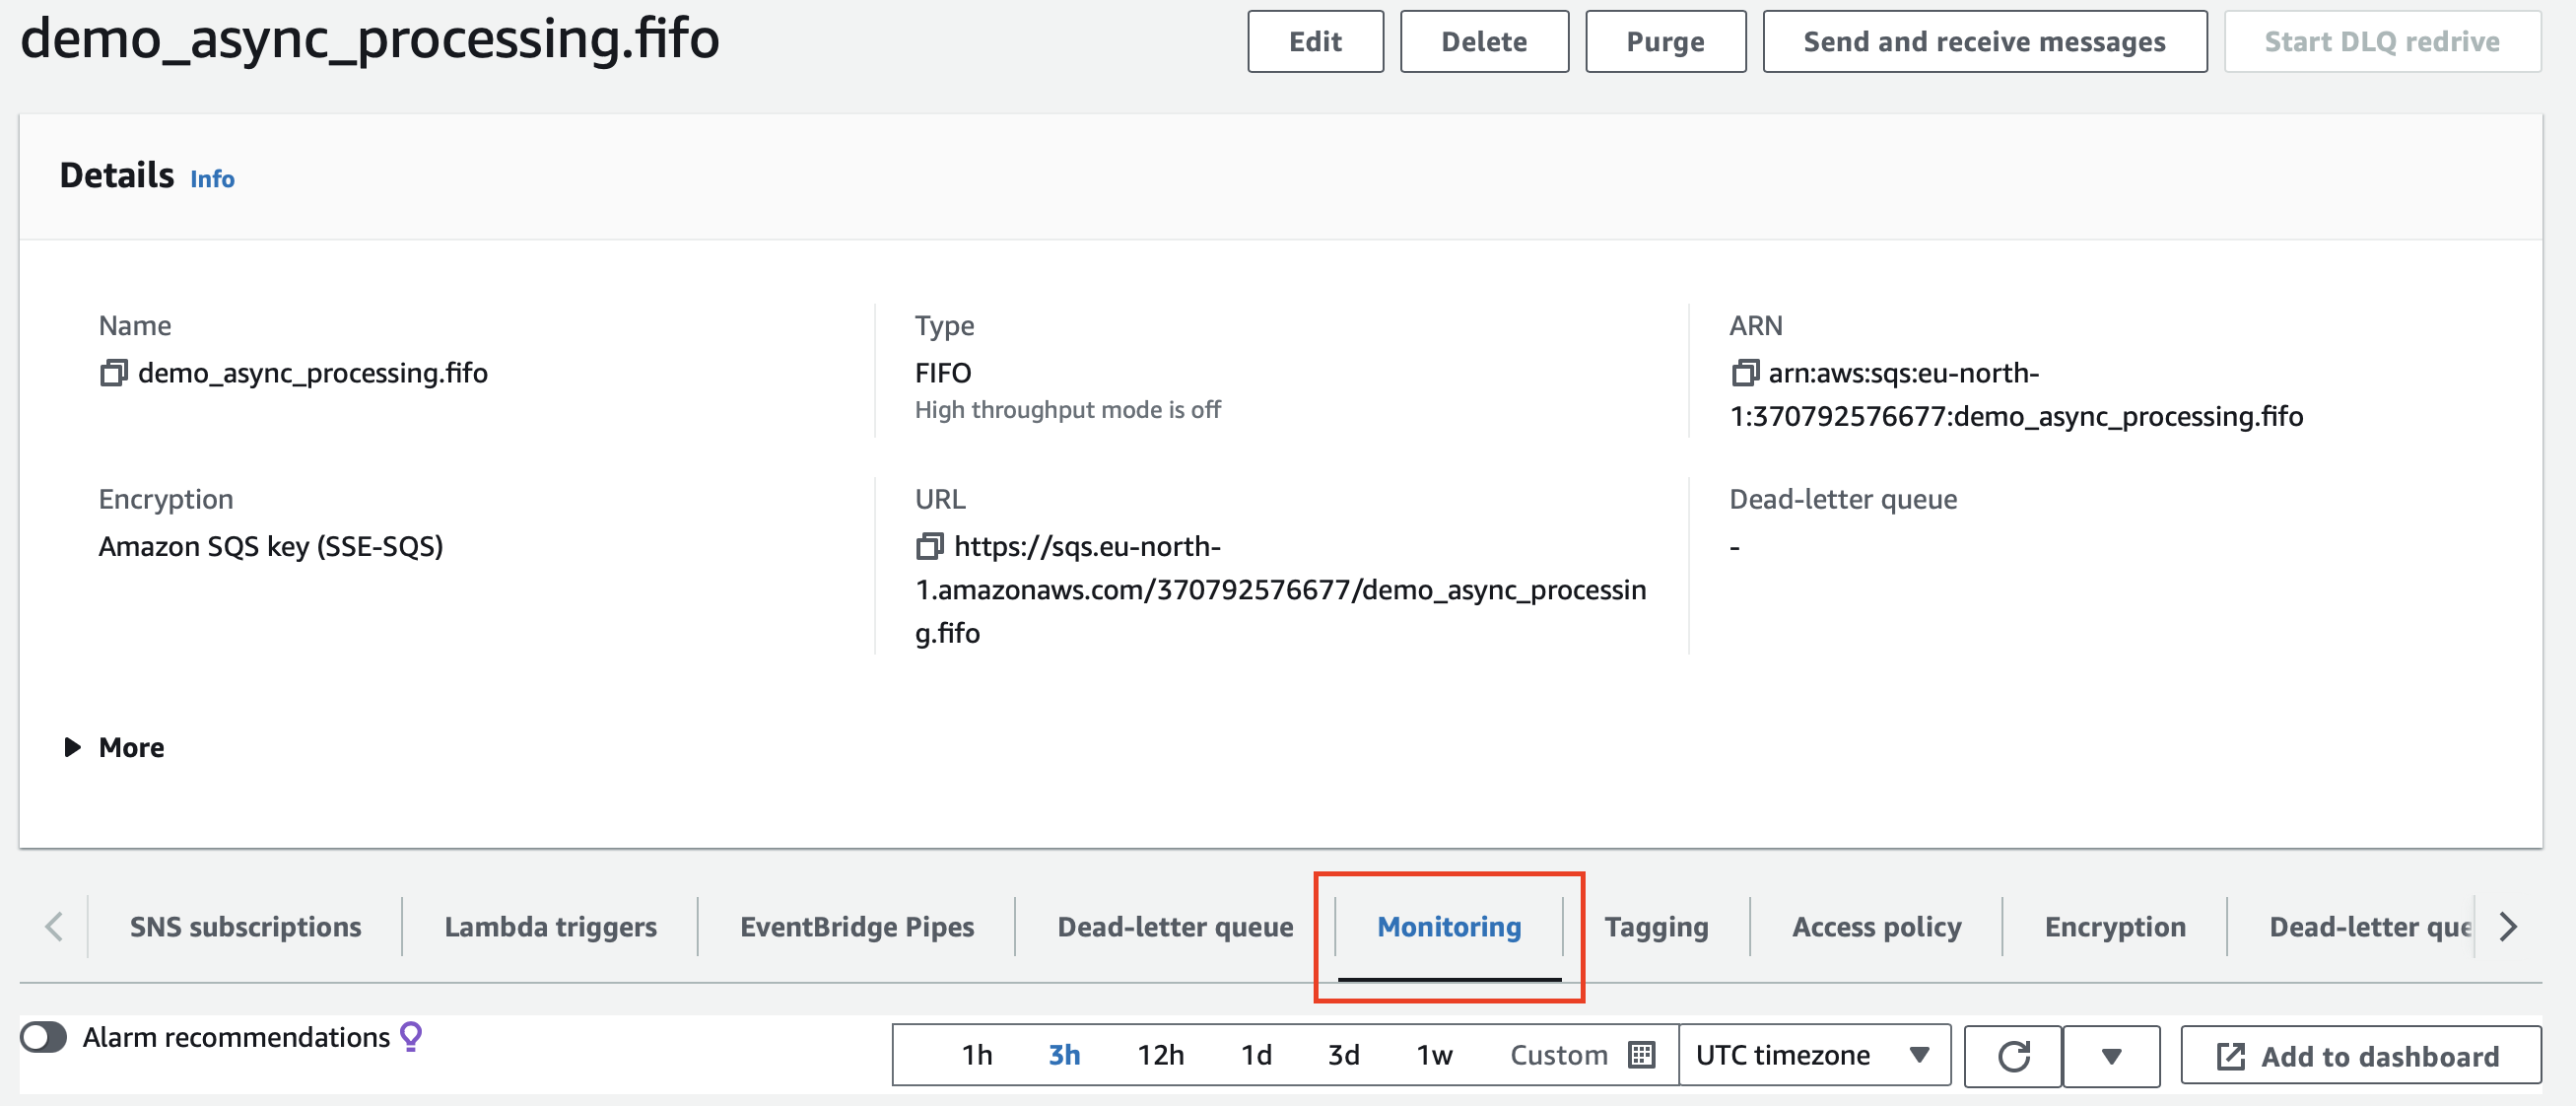 demo_async_processing.fifo
Edit
Delete
Purge
Send and receive messages
Start DLQ redrive
Details Info
Name
demo_async_processing.fifo
Type
FIFO
High throughput mode is off
ARN
arn:aws:sqs:eu-north-
1:370792576677:demo_async_processing.fifo
Encryption
Amazon SQS key (SSE-SQS)
URL
https://sqs.eu-north-
1.amazonaws.com/370792576677/demo_async_processin
g.fifo
Dead-letter queue
-
More
SNS subscriptions
Lambda triggers
EventBridge Pipes
Dead-letter queue
Monitoring
Tagging
Access policy
Encryption
Dead-letter que
Alarm recommendations
1h
3h
12h
1d
3d
1w
Custom
UTC timezone
Add to dashboard